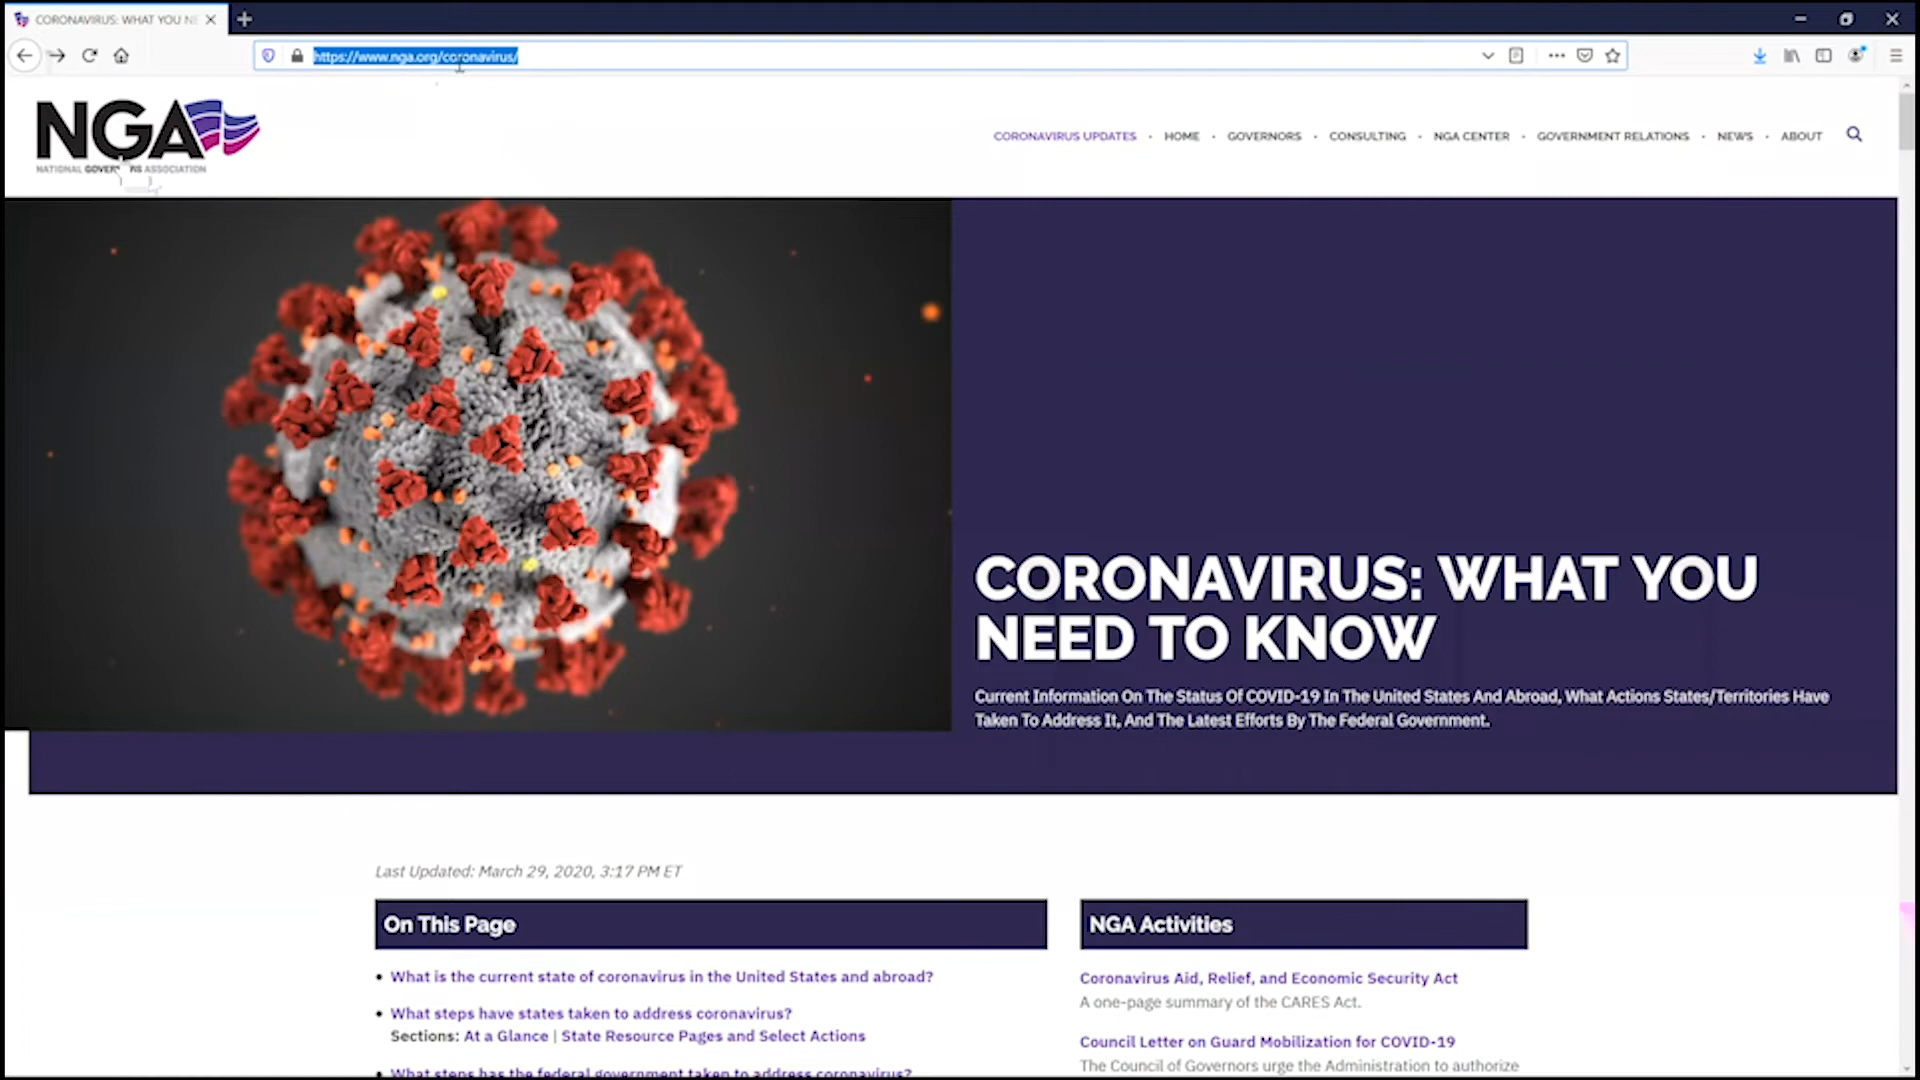 CORONAVIRUS: WHAT YOU NE
https://www.nga.org/coronavirus/
NGA
NATIONAL GOVERNORS ASSOCIATION
CORONAVIRUS UPDATES · HOME · GOVERNORS · CONSULTING · NGA CENTER · GOVERNMENT RELATIONS · NEWS · ABOUT
CORONAVIRUS: WHAT YOU
NEED TO KNOW
Current Information On The Status Of COVID-19 In The United States And Abroad, What Actions States/Territories Have
Taken To Address It, And The Latest Efforts By The Federal Government.
Last Updated: March 29, 2020, 3:17 PM ET
On This Page
• What is the current state of coronavirus in the United States and abroad?
• What steps have states taken to address coronavirus?
Sections: At a Glance | State Resource Pages and Select Actions
• What steps has the federal government taken to address coronavirus?
NGA Activities
Coronavirus Aid, Relief, and Economic Security Act
A one-page summary of the CARES Act.
Council Letter on Guard Mobilization for COVID-19
The Council of Governors urge the Administration to authorize